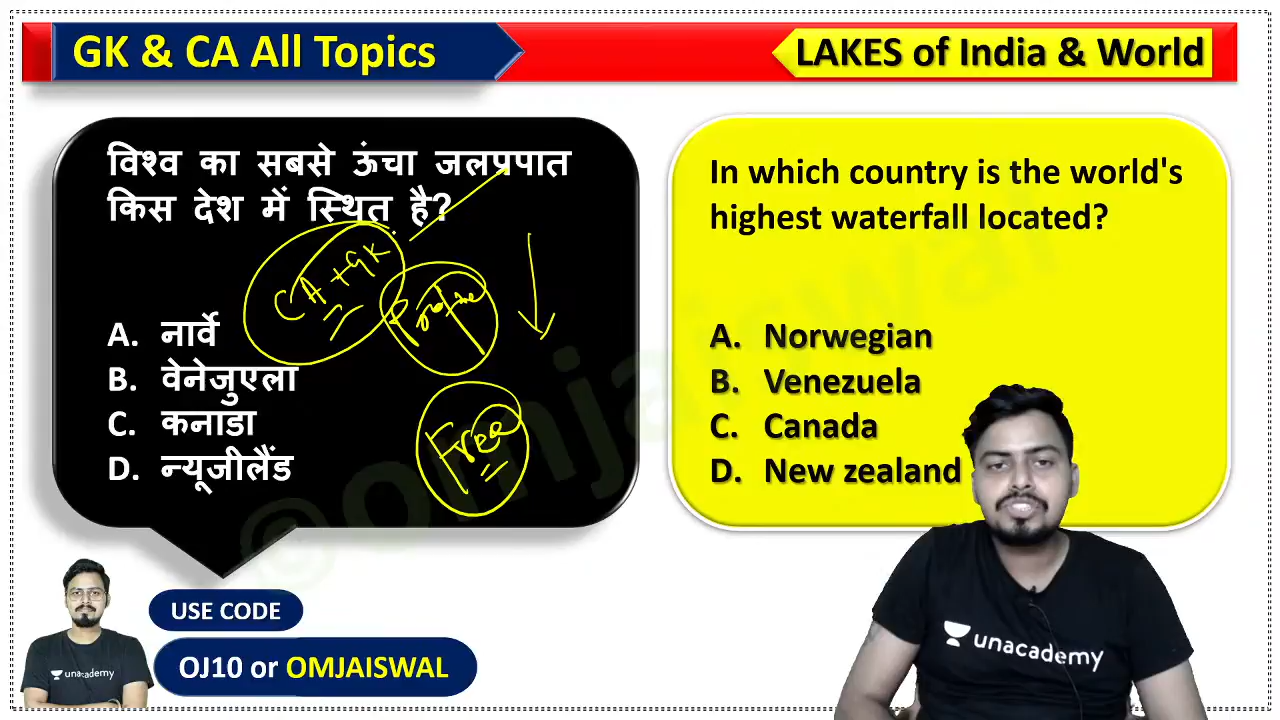 GK & CA All Topics
LAKES of India & World
विश्व का सबसे ऊंचा जलप्रपात
किस देश में स्थित है?
A. नार्वे
B. वेनेजुएला
C. कनाडा
D. न्यूजीलैंड
CA+GK
Free
In which country is the world's
highest waterfall located?
A. Norwegian
B. Venezuela
C. Canada
D. New zealand
©omjaiswal
USE CODE
OJ10 or OMJAISWAL
unacademy
unacademy